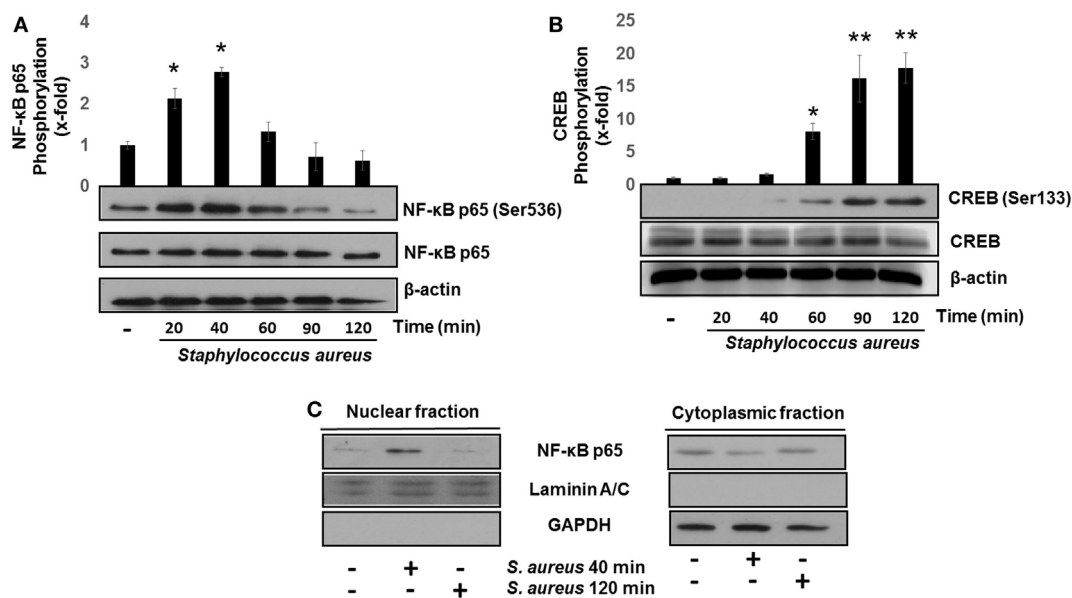 A
NF-κB p65
Phosphorylation
(x-fold)
4
3
2
1
0
*
*
NF-κB p65 (Ser536)
NF-κB p65
β-actin
- 20 40 60 90 120 Time (min)
Staphylococcus aureus
B
CREB
Phosphorylation
(x-fold)
25
20
15
10
5
0
*
**
**
CREB (Ser133)
CREB
β-actin
- 20 40 60 90 120 Time (min)
Staphylococcus aureus
C
Nuclear fraction
Cytoplasmic fraction
NF-κB p65
Laminin A/C
GAPDH
- + - S. aureus 40 min - + -
- - + S. aureus 120 min - - +